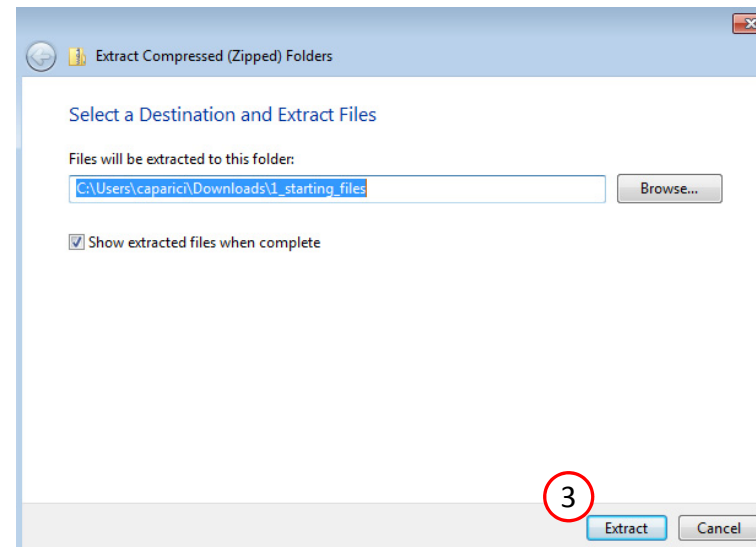 Extract Compressed (Zipped) Folders
Select a Destination and Extract Files
Files will be extracted to this folder:
C:\Users\caparici\Downloads\1_starting_files
Browse...
Show extracted files when complete
3
Extract
Cancel